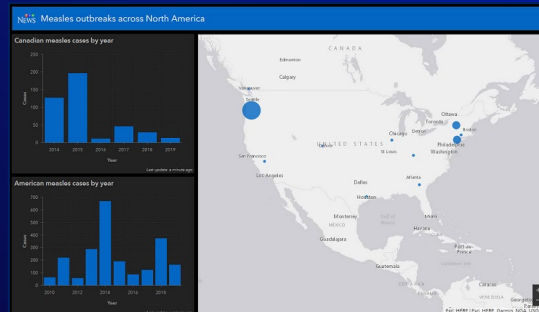 NEWS Measles outbreaks across North America
Canadian measles cases by year
250
200
150
100
50
0
Cases
2014 2015 2016 2017 2018 2019
Year
Last update: a minute ago
American measles cases by year
700
600
500
400
300
200
100
0
Cases
2010 2012 2014 2016 2018
Year
CANADA
Edmonton
Calgary
Vancouver
Seattle
Ottawa
Toronto
Boston
Chicago
Detroit
UNITED STATES
Denver
Philadelphia
St Louis
Washington
San Francisco
Los Angeles
Atlanta
Dallas
Houston
Monterrey
Gulf of
Miami
MEXICO
Havana
Guadalajara
Port-au-
Prince
Guatemala
Caracas
VENEZUELA